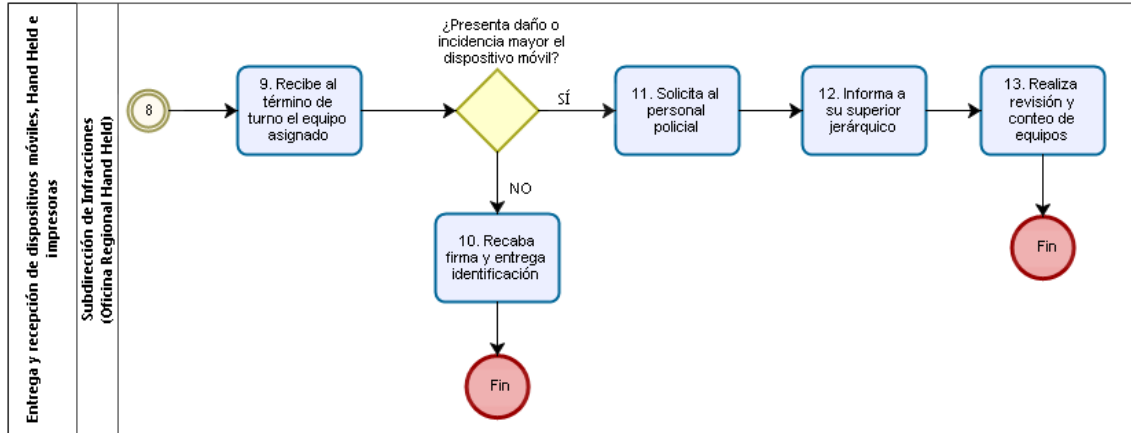 Entrega y recepción de dispositivos móviles, Hand Held e
impresoras
Subdirección de Infracciones
(Oficina Regional Hand Held)
8
9. Recibe al
término de
turno el equipo
asignado
¿Presenta daño o
incidencia mayor el
dispositivo móvil?
SÍ
NO
10. Recaba
firma y entrega
identificación
Fin
11. Solicita al
personal
policial
12. Informa a
su superior
jerárquico
13. Realiza
revisión y
conteo de
equipos
Fin